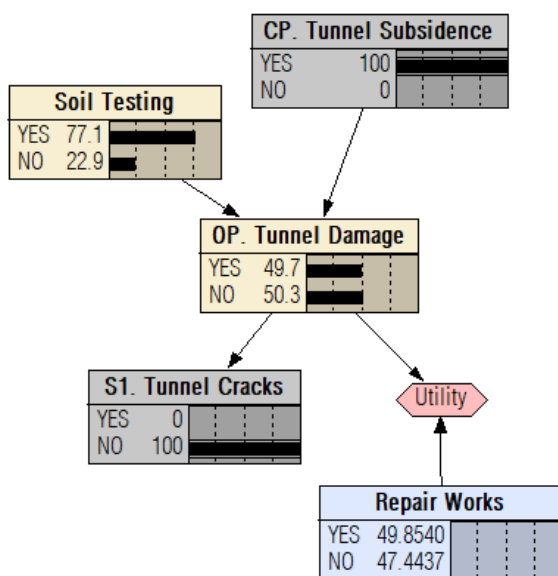 CP. Tunnel Subsidence
YES 100
NO 0
Soil Testing
YES 77.1
NO 22.9
OP. Tunnel Damage
YES 49.7
NO 50.3
S1. Tunnel Cracks
YES 0
NO 100
Utility
Repair Works
YES 49.8540
NO 47.4437